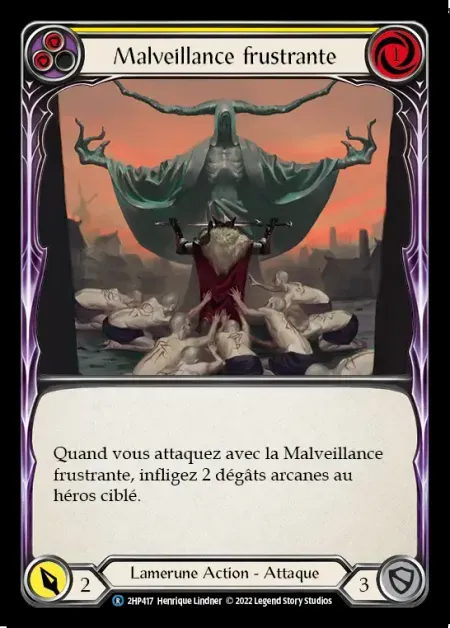 Malveillance frustrante
1
Quand vous attaquez avec la Malveillance
frustrante, infligez 2 dégâts arcanes au
héros ciblé.
2
Lamerune Action - Attaque
3
R 2HP417 Henrique Lindner © 2022 Legend Story Studios